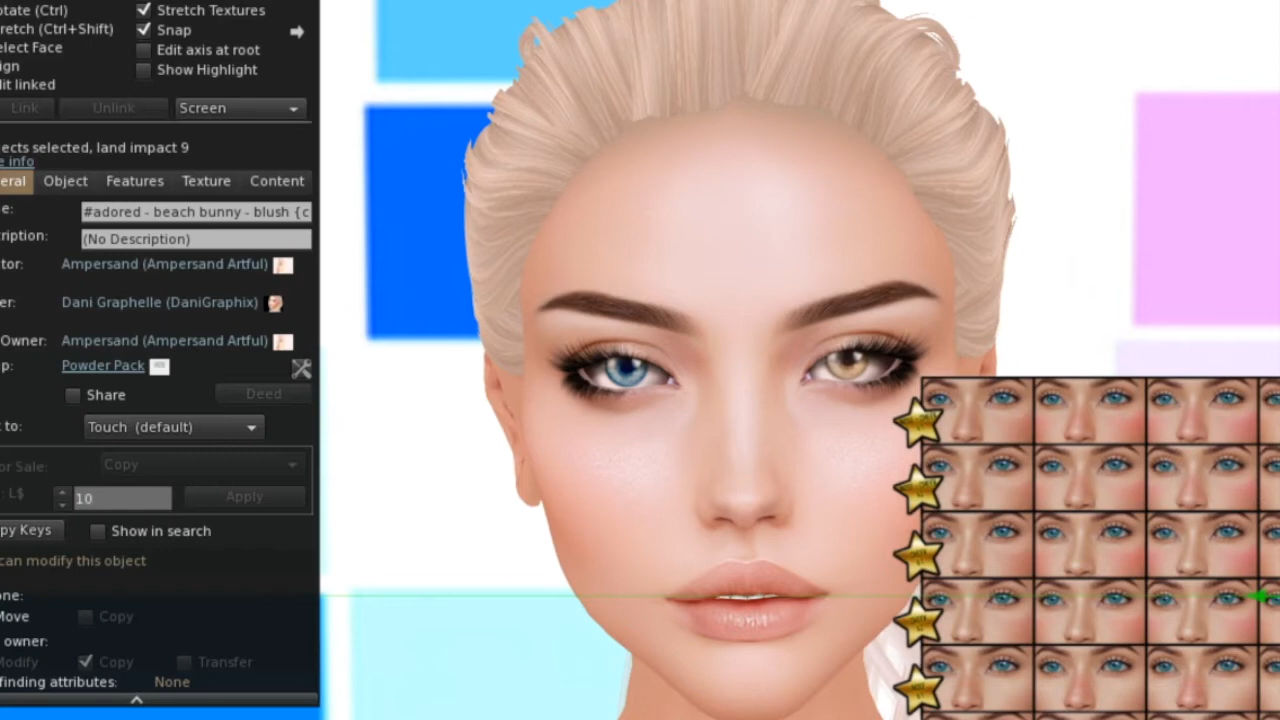 otate (Ctrl)
Stretch Textures
retch (Ctrl+Shift)
Snap
elect Face
Edit axis at root
ign
Show Highlight
it linked
Link
Unlink
Screen
ects selected, land impact 9
e info
eral
Object
Features
Texture
Content
e:
#adored - beach bunny - blush {c
ription:
(No Description)
tor:
Ampersand (Ampersand Artful)
er:
Dani Graphelle (DaniGraphix)
Owner:
Ampersand (Ampersand Artful)
p:
Powder Pack
Share
Deed
to:
Touch (default)
or Sale:
Copy
: L$
10
Apply
py Keys
Show in search
can modify this object
one:
Move
Copy
owner:
Modify
Copy
Transfer
finding attributes:
None